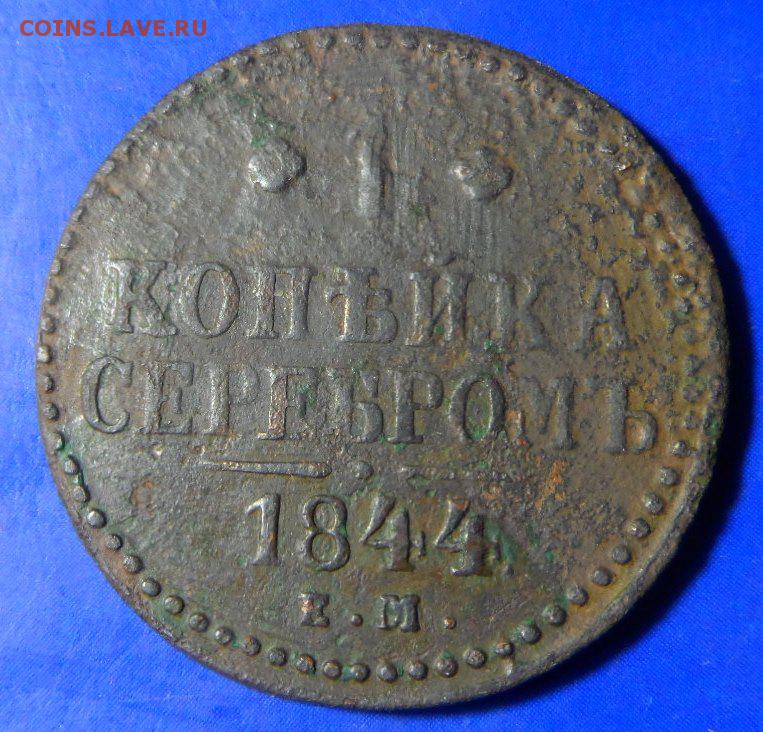 COINS.LAVE.RU
1
КОПѢЙКА
СЕРЕБРОМЪ
1844
Е.М.